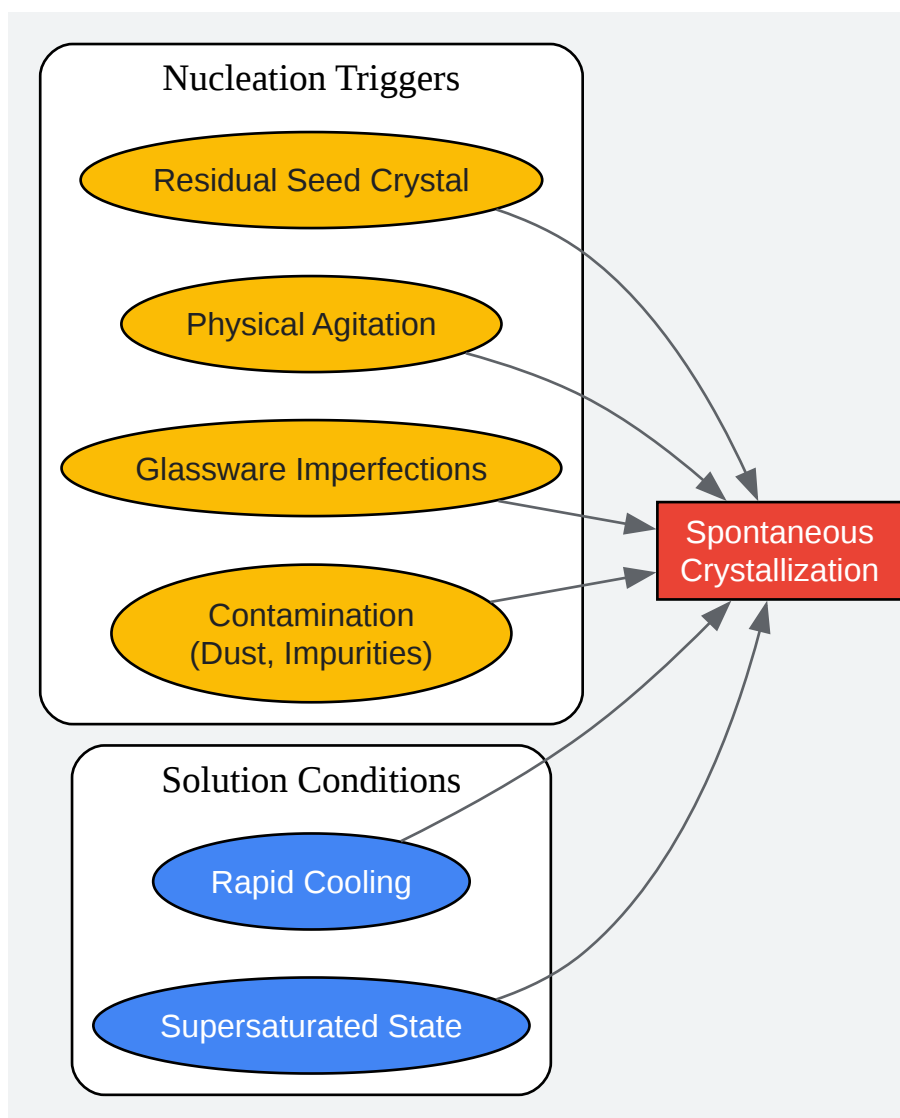 Nucleation Triggers
Residual Seed Crystal
Physical Agitation
Glassware Imperfections
Contamination
(Dust, Impurities)
Spontaneous
Crystallization
Solution Conditions
Rapid Cooling
Supersaturated State